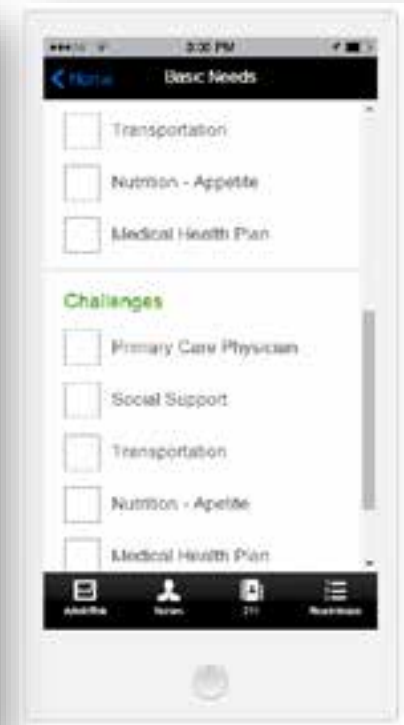 3:00 PM
Home
Basic Needs
Transportation
Nutrition - Appetite
Medical Health Plan
Challenges
Primary Care Physician
Social Support
Transportation
Nutrition - Apetite
Medical Health Plan
211